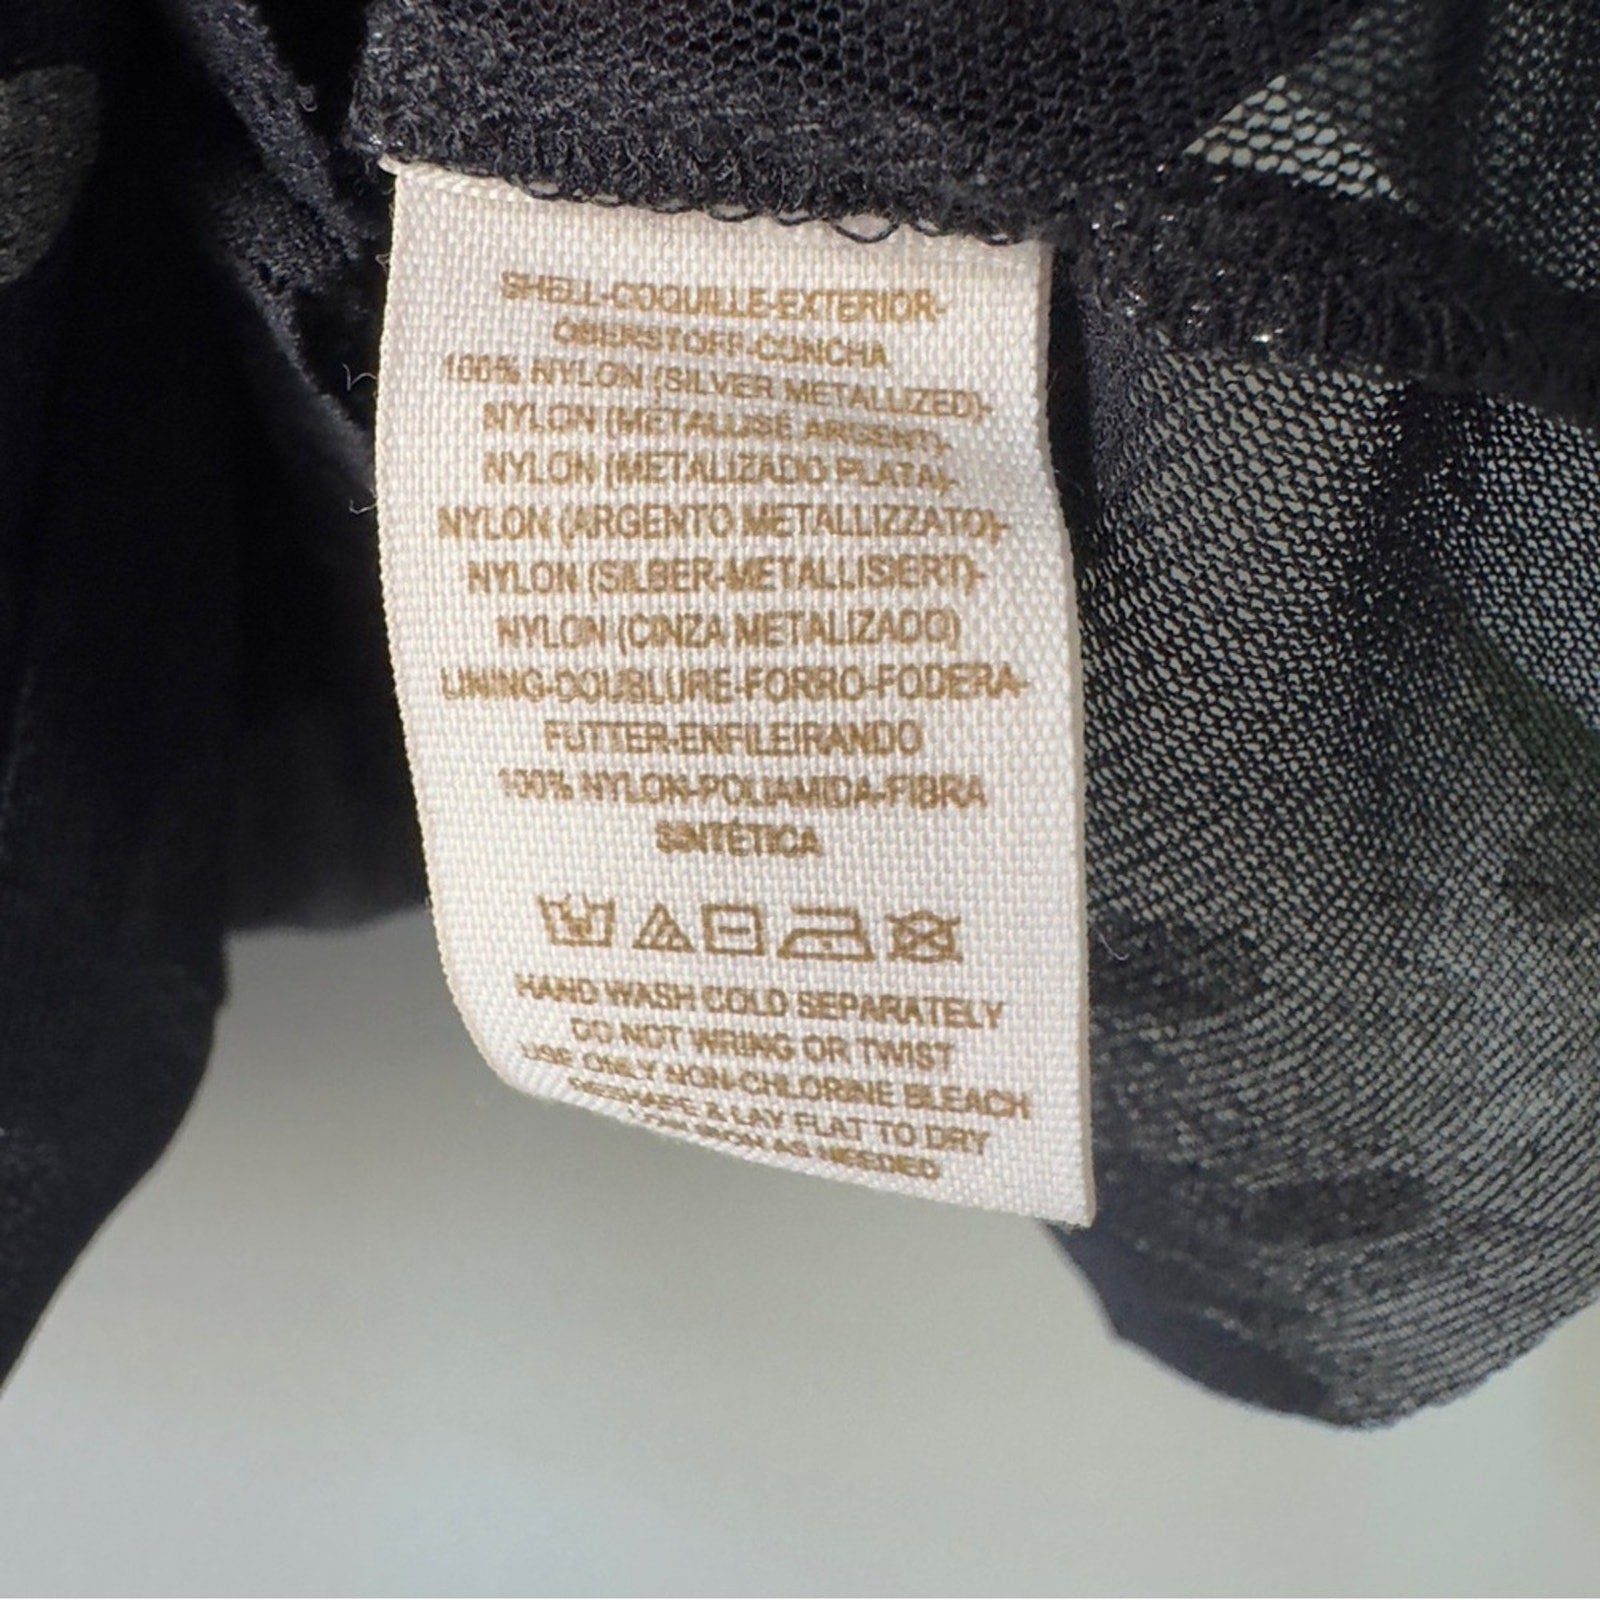 SHELL-COQUILLE-EXTERIOR-
OBERSTOFF-CONCHA
100% NYLON (SILVER METALLIZED)-
NYLON (METALLISÉ ARGENT)-
NYLON (METALIZADO PLATA)-
NYLON (ARGENTO METALLIZZATO)-
NYLON (SILBER-METALLISIERT)-
NYLON (CINZA METALIZADO)
LINING-DOUBLURE-FORRO-FODERA-
FUTTER-ENFILEIRANDO
100% NYLON-POLIAMIDA-FIBRA
SINTÉTICA
HAND WASH COLD SEPARATELY
DO NOT WRING OR TWIST
USE ONLY NON-CHLORINE BLEACH
RESHAPE & LAY FLAT TO DRY
IRON AS NEEDED